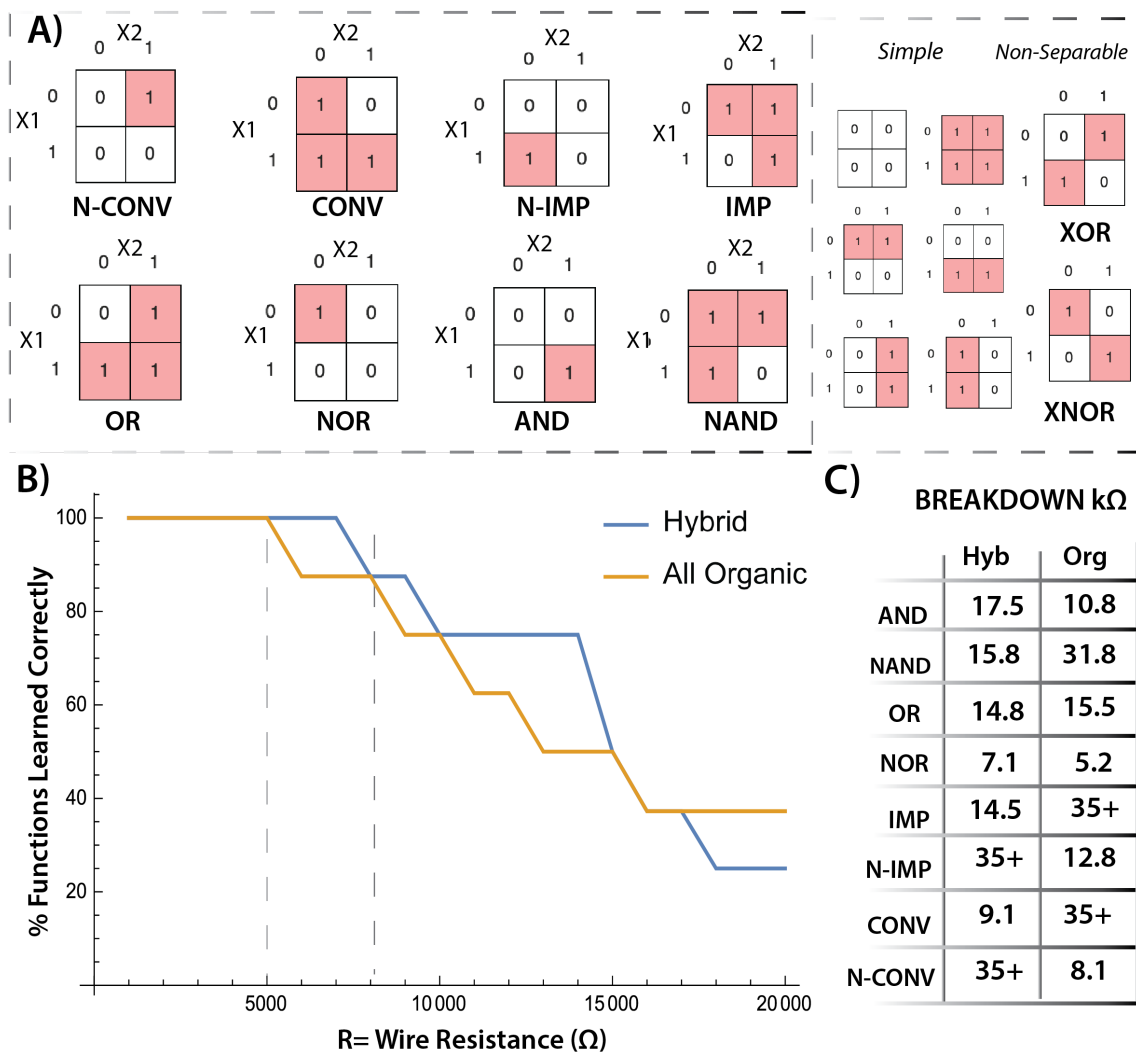 A)
X2
0 1
0 0 1
X1
1 0 0
N-CONV
X2
0 1
0 1 0
X1
1 1 1
CONV
X2
0 1
0 0 0
X1
1 1 0
N-IMP
X2
0 1
0 1 1
X1
1 0 1
IMP
X2
0 1
0 0 1
X1
1 1 1
OR
X2
0 1
0 1 0
X1
1 0 0
NOR
X2
0 1
0 0 0
X1
1 0 1
AND
X2
0 1
0 1 1
X1
1 1 0
NAND
Simple
0 0
0 0
0 1 1
1 1 1
0 1
0 1 1
1 0 0
0 1
0 0 0
1 1 1
0 1
0 0 1
1 0 1
0 1
0 1 0
1 1 0
Non-Separable
0 1
0 0 1
1 1 0
XOR
0 1
0 1 0
1 0 1
XNOR
B)
% Functions Learned Correctly
100
80
60
40
20
5000 10000 15000 20000
R= Wire Resistance (Ω)
Hybrid
All Organic
C)
BREAKDOWN kΩ
Hyb Org
AND 17.5 10.8
NAND 15.8 31.8
OR 14.8 15.5
NOR 7.1 5.2
IMP 14.5 35+
N-IMP 35+ 12.8
CONV 9.1 35+
N-CONV 35+ 8.1